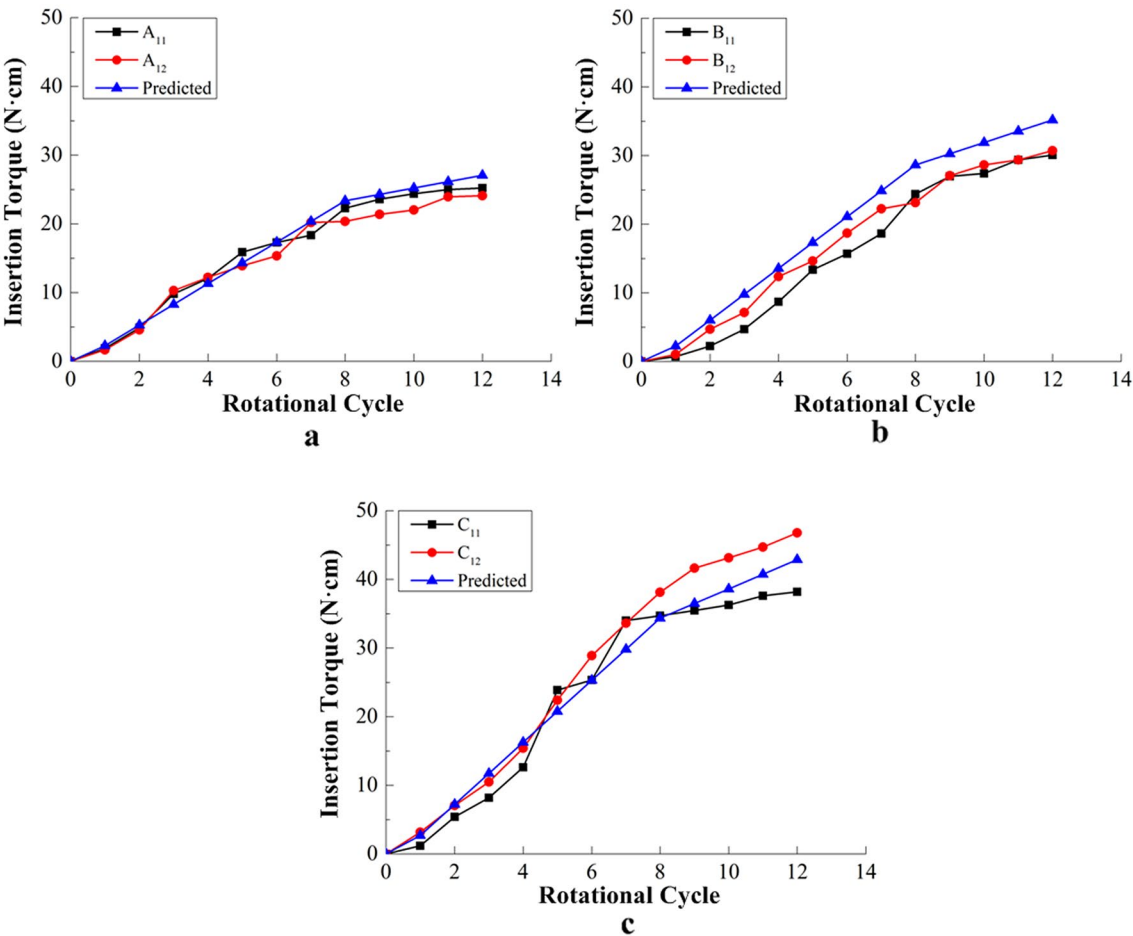 50
40
30
20
10
0
Insertion Torque (N·cm)
A11
A12
Predicted
0 2 4 6 8 10 12 14
Rotational Cycle
a
50
40
30
20
10
0
Insertion Torque (N·cm)
B11
B12
Predicted
0 2 4 6 8 10 12 14
Rotational Cycle
b
50
40
30
20
10
0
Insertion Torque (N·cm)
C11
C12
Predicted
0 2 4 6 8 10 12 14
Rotational Cycle
c